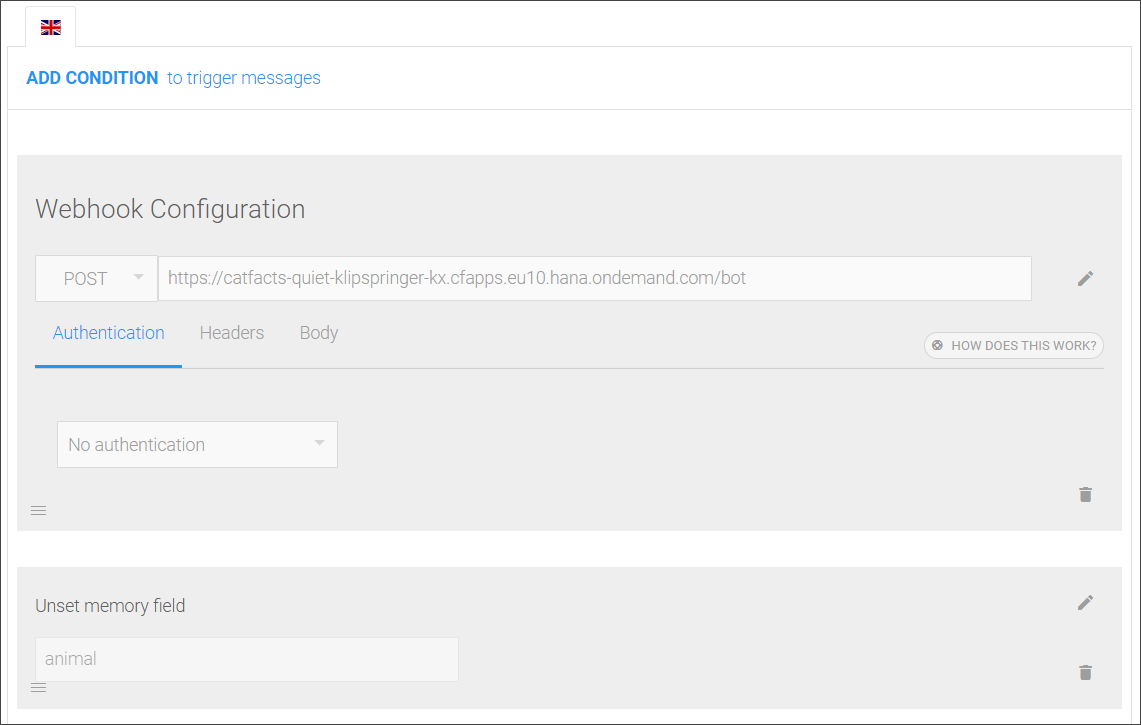 ADD CONDITION to trigger messages
Webhook Configuration
POST https://catfacts-quiet-klipspringer-kx.cfapps.eu10.hana.ondemand.com/bot
Authentication Headers Body
HOW DOES THIS WORK?
No authentication
Unset memory field
animal